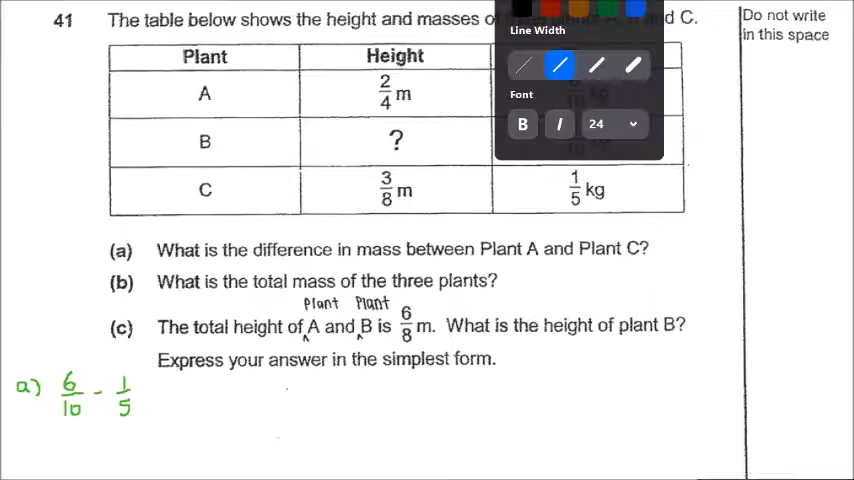 41 The table below shows the height and masses of and C.
Do not write
in this space
Line Width
Plant Height
A 2/4 m
Font
B I 24
B ?
C 3/8 m 1/5 kg
(a) What is the difference in mass between Plant A and Plant C?
(b) What is the total mass of the three plants?
Plant Plant
(c) The total height of A and B is 6/8 m. What is the height of plant B?
Express your answer in the simplest form.
a) 6/10 - 1/5